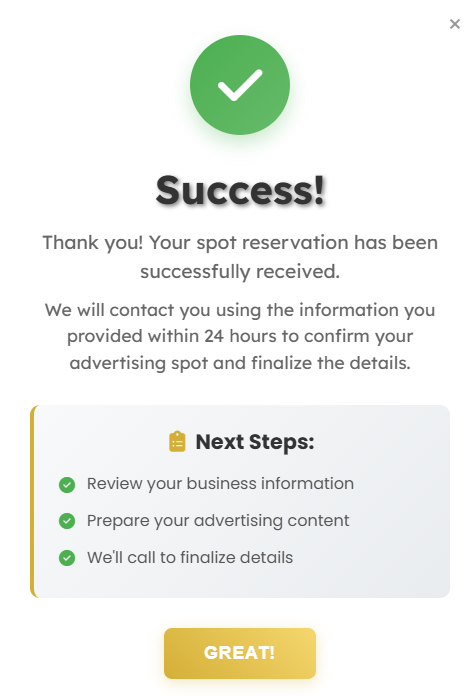 Success!
Thank you! Your spot reservation has been
successfully received.
We will contact you using the information you
provided within 24 hours to confirm your
advertising spot and finalize the details.
Next Steps:
Review your business information
Prepare your advertising content
We'll call to finalize details
GREAT!